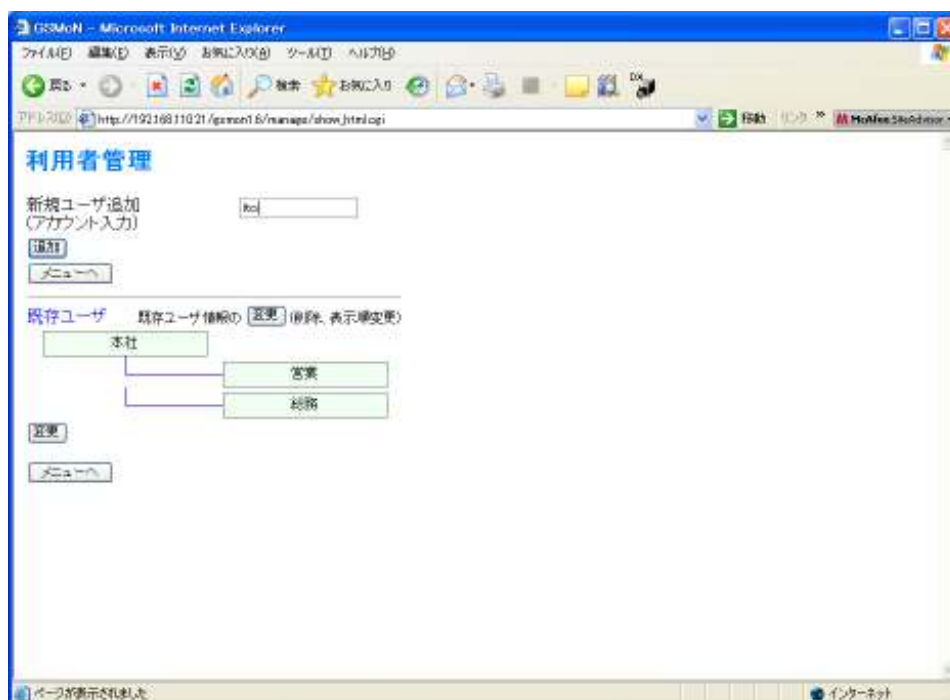 GSMoN - Microsoft Internet Explorer
ファイル(F) 編集(E) 表示(V) お気に入り(A) ツール(T) ヘルプ(H)
戻る 検索 お気に入り
アドレス(D) 移動 リンク » McAfee SiteAdvisor
利用者管理
新規ユーザ追加
(アカウント入力)
追加
メニューへ
既存ユーザ 既存ユーザ情報の 変更 (削除、表示順変更)
本社
営業
総務
変更
メニューへ
ページが表示されました インターネット